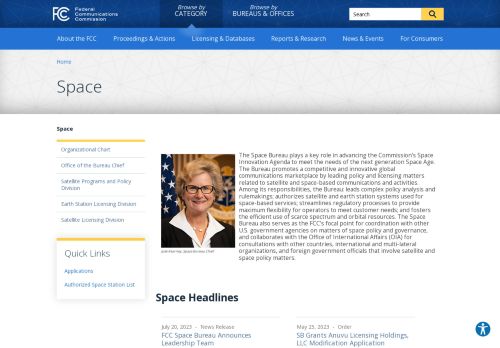 Federal
Communications
Commission
Browse by
CATEGORY
Browse by
BUREAUS & OFFICES
Search
About the FCC
Proceedings & Actions
Licensing & Databases
Reports & Research
News & Events
For Consumers
Home
Space
Space
Organizational Chart
Office of the Bureau Chief
Satellite Programs and Policy
Division
Earth Station Licensing Division
Satellite Licensing Division
Quick Links
Applications
Authorized Space Station List
The Space Bureau plays a key role in advancing the Commission's Space
Innovation Agenda to meet the needs of the next generation Space Age.
The Bureau promotes a competitive and innovative global
communications marketplace by leading policy and licensing matters
related to satellite and space-based communications and activities
Among its responsibilities, the Bureau leads complex policy analysis and
rulemakings; authorizes satellite and earth station systems used for
space-based services; streamlines regulatory processes to provide
maximum flexibility for operators to meet customer needs; and fosters
the efficient use of scarce spectrum and orbital resources. The Space
Bureau also serves as the FCC's focal point for coordination with other
U.S. government agencies on matters of space policy and governance,
and collaborates with the Office of International Affairs (OIA) for
consultations with other countries, international and multi-lateral
organizations, and foreign government officials that involve satellite and
space policy matters.
Space Bureau Chief
Space Headlines
July 20, 2023 - News Release
FCC Space Bureau Announces
Leadership Team
May 25, 2023 - Order
SB Grants Anuvu Licensing Holdings,
LLC Modification Application